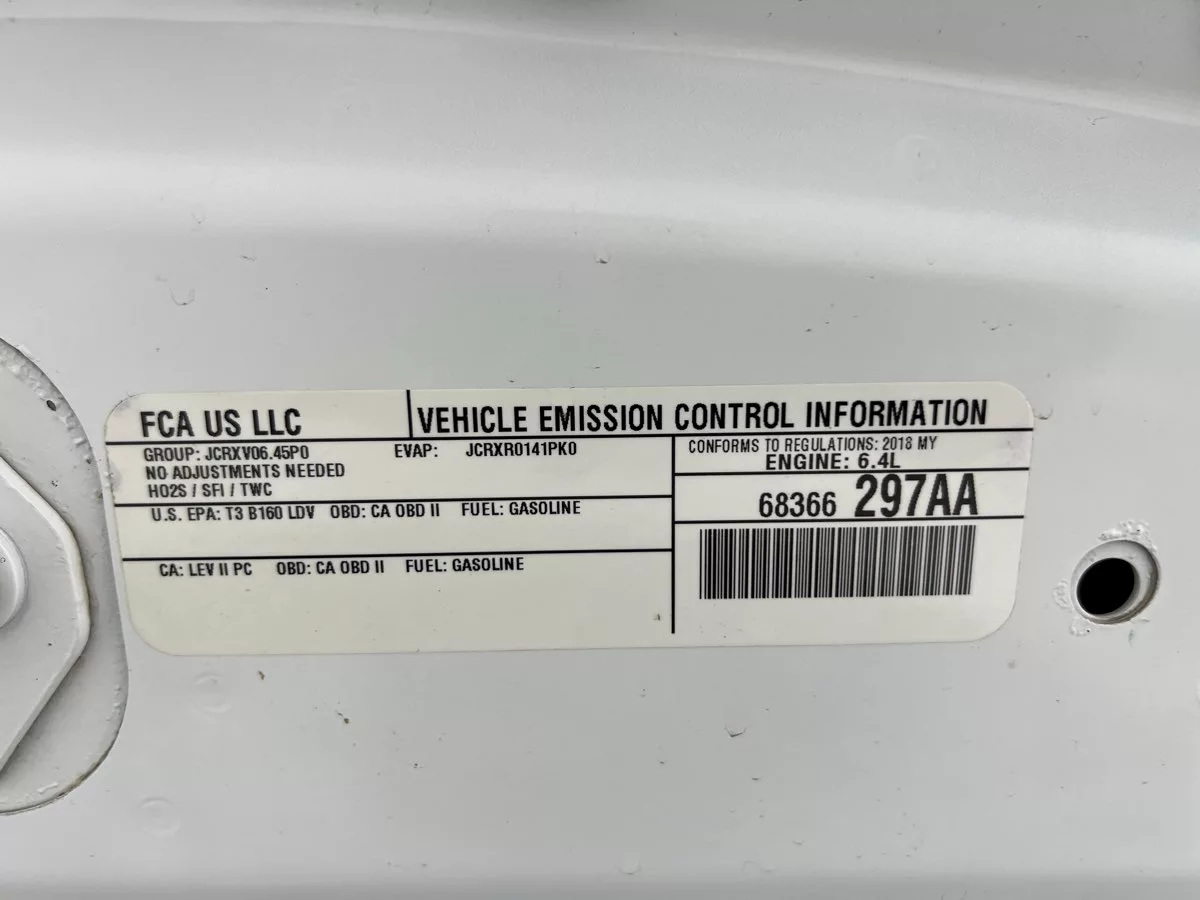 FCA US LLC
VEHICLE EMISSION CONTROL INFORMATION
GROUP: JCRXV06.45P0 EVAP: JCRXR0141PK0
NO ADJUSTMENTS NEEDED
HO2S / SFI / TWC
CONFORMS TO REGULATIONS: 2018 MY
ENGINE: 6.4L
U.S. EPA: T3 B160 LDV OBD: CA OBD II FUEL: GASOLINE
68366 297AA
CA: LEV II PC OBD: CA OBD II FUEL: GASOLINE